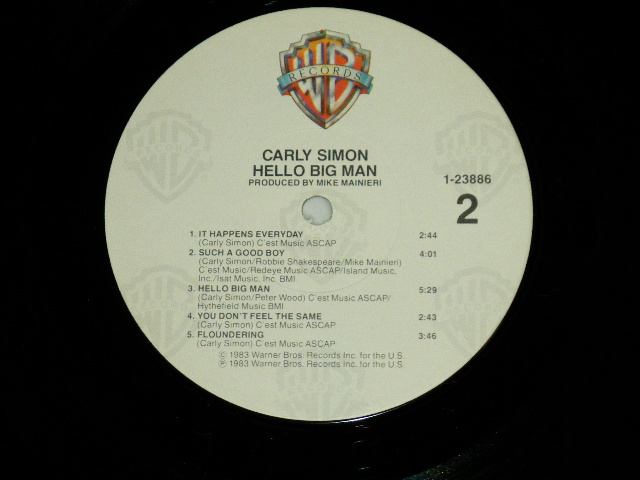 RECORDS
CARLY SIMON
HELLO BIG MAN
PRODUCED BY MIKE MAINIERI
1-23886
2
1. IT HAPPENS EVERYDAY 2:44
(Carly Simon) C'est Music ASCAP
2. SUCH A GOOD BOY 4:01
(Carly Simon/Robbie Shakespeare/Mike Mainieri)
C'est Music/Redeye Music ASCAP/Island Music,
Inc./Isat Music, Inc. BMI
3. HELLO BIG MAN 5:29
(Carly Simon/Peter Wood) C'est Music ASCAP/
Hythefield Music BMI
4. YOU DON'T FEEL THE SAME 2:43
(Carly Simon) C'est Music ASCAP
5. FLOUNDERING 3:46
(Carly Simon) C'est Music ASCAP
© 1983 Warner Bros. Records Inc. for the U.S.
℗ 1983 Warner Bros. Records Inc. for the U.S.